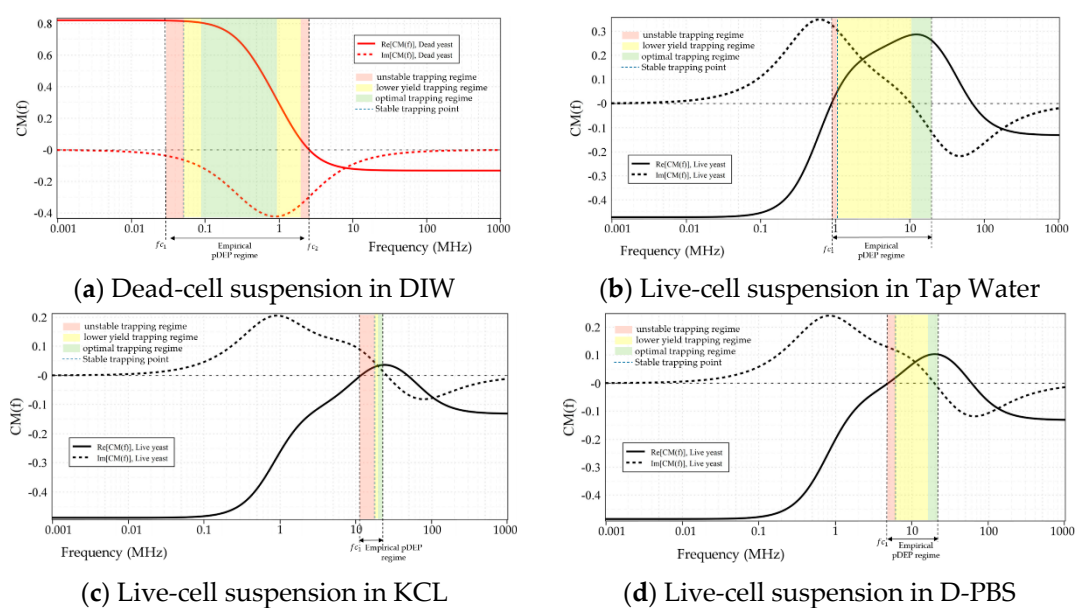 0.8
0.6
0.4
0.2
-0
-0.2
-0.4
CM(f)
Re[CM(f)], Dead yeast
Im[CM(f)], Dead yeast
unstable trapping regime
lower yield trapping regime
optimal trapping regime
Stable trapping point
0.001 0.01 0.1 1 10 100 1000
fc1 Empirical pDEP regime fc2
Frequency (MHz)
(a) Dead-cell suspension in DIW
0.3
0.2
0.1
-0
-0.1
-0.2
-0.3
-0.4
CM(f)
unstable trapping regime
lower yield trapping regime
optimal trapping regime
Stable trapping point
Re[CM(f)], Live yeast
Im[CM(f)], Live yeast
0.001 0.01 0.1 1 10 100 1000
Frequency (MHz)
fc1 Empirical
pDEP regime
(b) Live-cell suspension in Tap Water
0.2
0.1
-0
-0.1
-0.2
-0.3
-0.4
CM(f)
unstable trapping regime
lower yield trapping regime
optimal trapping regime
Stable trapping point
Re[CM(f)], Live yeast
Im[CM(f)], Live yeast
0.001 0.01 0.1 1 10 100 1000
Frequency (MHz)
fc1 Empirical pDEP
regime
(c) Live-cell suspension in KCL
0.2
0.1
-0
-0.1
-0.2
-0.3
-0.4
CM(f)
unstable trapping regime
lower yield trapping regime
optimal trapping regime
Stable trapping point
Re[CM(f)], Live yeast
Im[CM(f)], Live yeast
0.001 0.01 0.1 1 10 100 1000
Frequency (MHz)
fc1 Empirical
pDEP regime
(d) Live-cell suspension in D-PBS